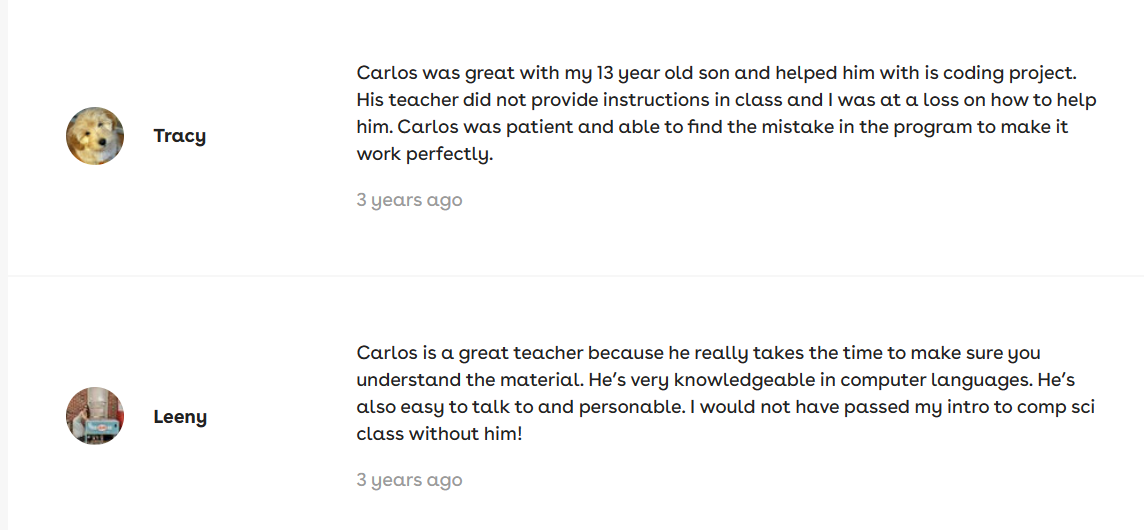 Tracy
Carlos was great with my 13 year old son and helped him with is coding project.
His teacher did not provide instructions in class and I was at a loss on how to help
him. Carlos was patient and able to find the mistake in the program to make it
work perfectly.
3 years ago
Leeny
Carlos is a great teacher because he really takes the time to make sure you
understand the material. He's very knowledgeable in computer languages. He's
also easy to talk to and personable. I would not have passed my intro to comp sci
class without him!
3 years ago